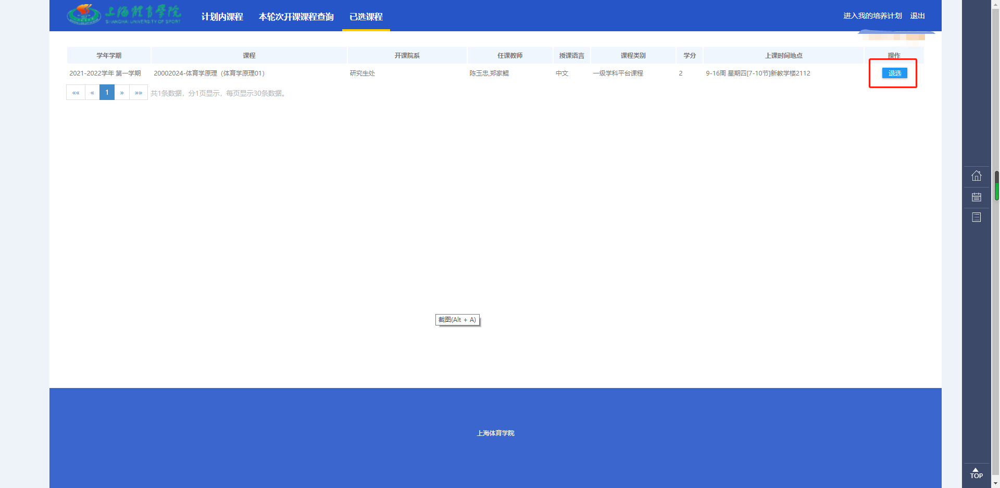 上海體育學院
SHANGHAI UNIVERSITY OF SPORT
计划内课程 本轮次开课课程查询 已选课程 进入我的培养计划 退出
学年学期 课程 开课院系 任课教师 授课语言 课程类别 学分 上课时间地点 操作
2021-2022学年 第一学期 20002024-体育学原理（体育学原理01） 研究生处 陈玉忠,郑家鲲 中文 一级学科平台课程 2 9-16周 星期四[7-10节]新教学楼2112 退选
«« « 1 » »» 共1条数据，分1页显示，每页显示30条数据。
截图(Alt + A)
上海体育学院
TOP